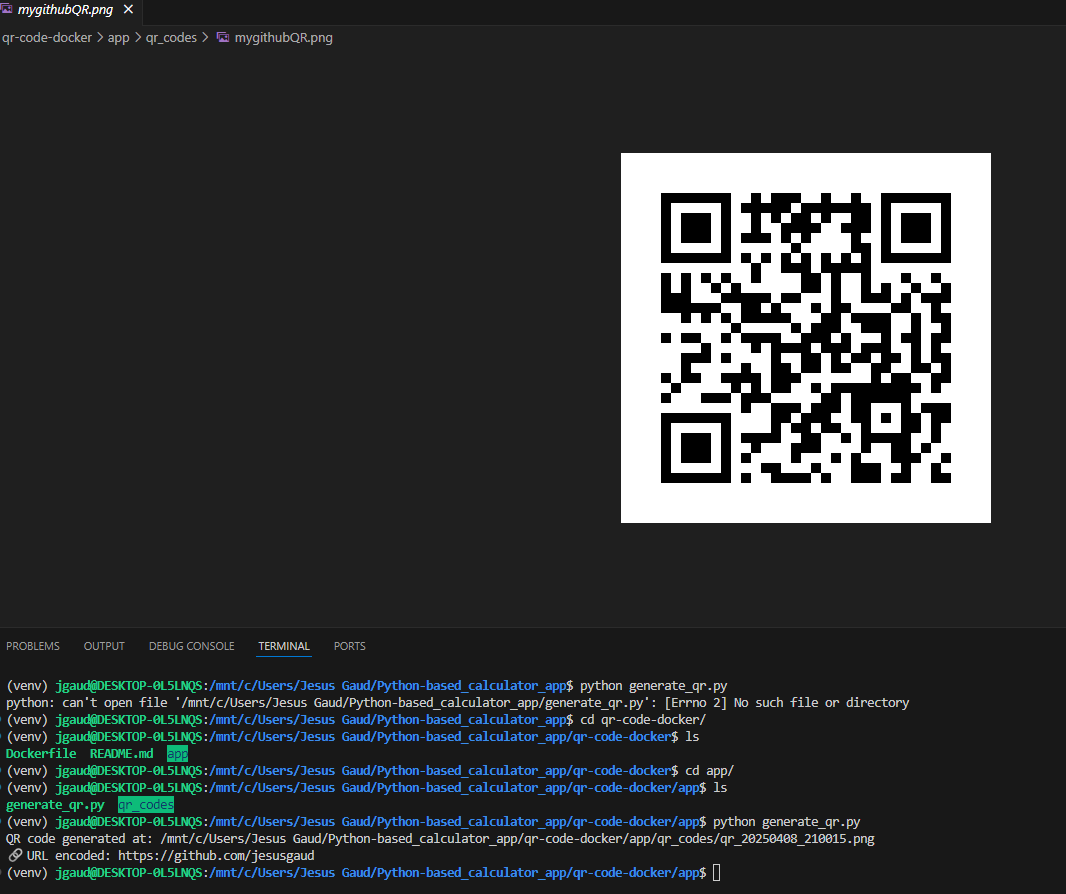 mygithubQR.png
qr-code-docker > app > qr_codes > mygithubQR.png
PROBLEMS OUTPUT DEBUG CONSOLE TERMINAL PORTS
(venv) jgaud@DESKTOP-0L5LNQS:/mnt/c/Users/Jesus Gaud/Python-based_calculator_app$ python generate_qr.py
python: can't open file '/mnt/c/Users/Jesus Gaud/Python-based_calculator_app/generate_qr.py': [Errno 2] No such file or directory
(venv) jgaud@DESKTOP-0L5LNQS:/mnt/c/Users/Jesus Gaud/Python-based_calculator_app$ cd qr-code-docker/
(venv) jgaud@DESKTOP-0L5LNQS:/mnt/c/Users/Jesus Gaud/Python-based_calculator_app/qr-code-docker$ ls
Dockerfile README.md app
(venv) jgaud@DESKTOP-0L5LNQS:/mnt/c/Users/Jesus Gaud/Python-based_calculator_app/qr-code-docker$ cd app/
(venv) jgaud@DESKTOP-0L5LNQS:/mnt/c/Users/Jesus Gaud/Python-based_calculator_app/qr-code-docker/app$ ls
generate_qr.py qr_codes
(venv) jgaud@DESKTOP-0L5LNQS:/mnt/c/Users/Jesus Gaud/Python-based_calculator_app/qr-code-docker/app$ python generate_qr.py
QR code generated at: /mnt/c/Users/Jesus Gaud/Python-based_calculator_app/qr-code-docker/app/qr_codes/qr_20250408_210015.png
🔗 URL encoded: https://github.com/jesusgaud
(venv) jgaud@DESKTOP-0L5LNQS:/mnt/c/Users/Jesus Gaud/Python-based_calculator_app/qr-code-docker/app$